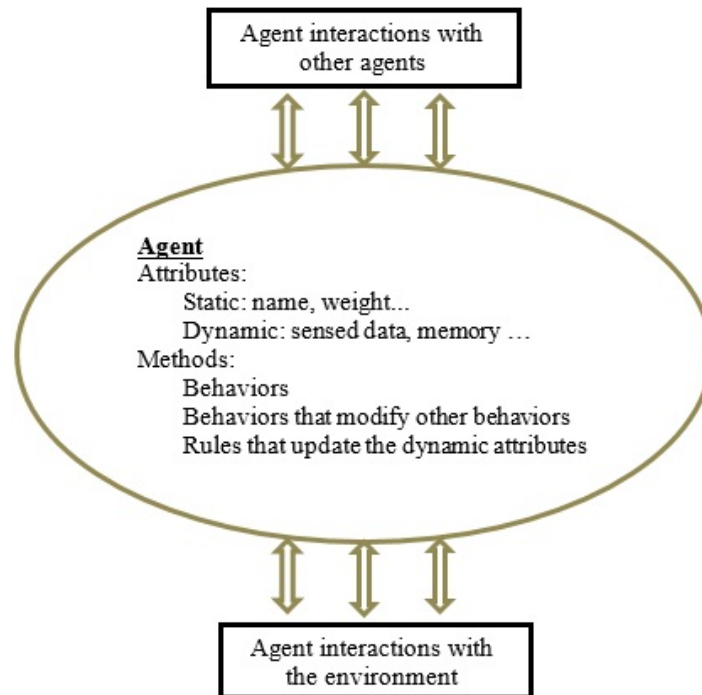 Agent interactions with
other agents
Agent
Attributes:
Static: name, weight...
Dynamic: sensed data, memory …
Methods:
Behaviors
Behaviors that modify other behaviors
Rules that update the dynamic attributes
Agent interactions with
the environment